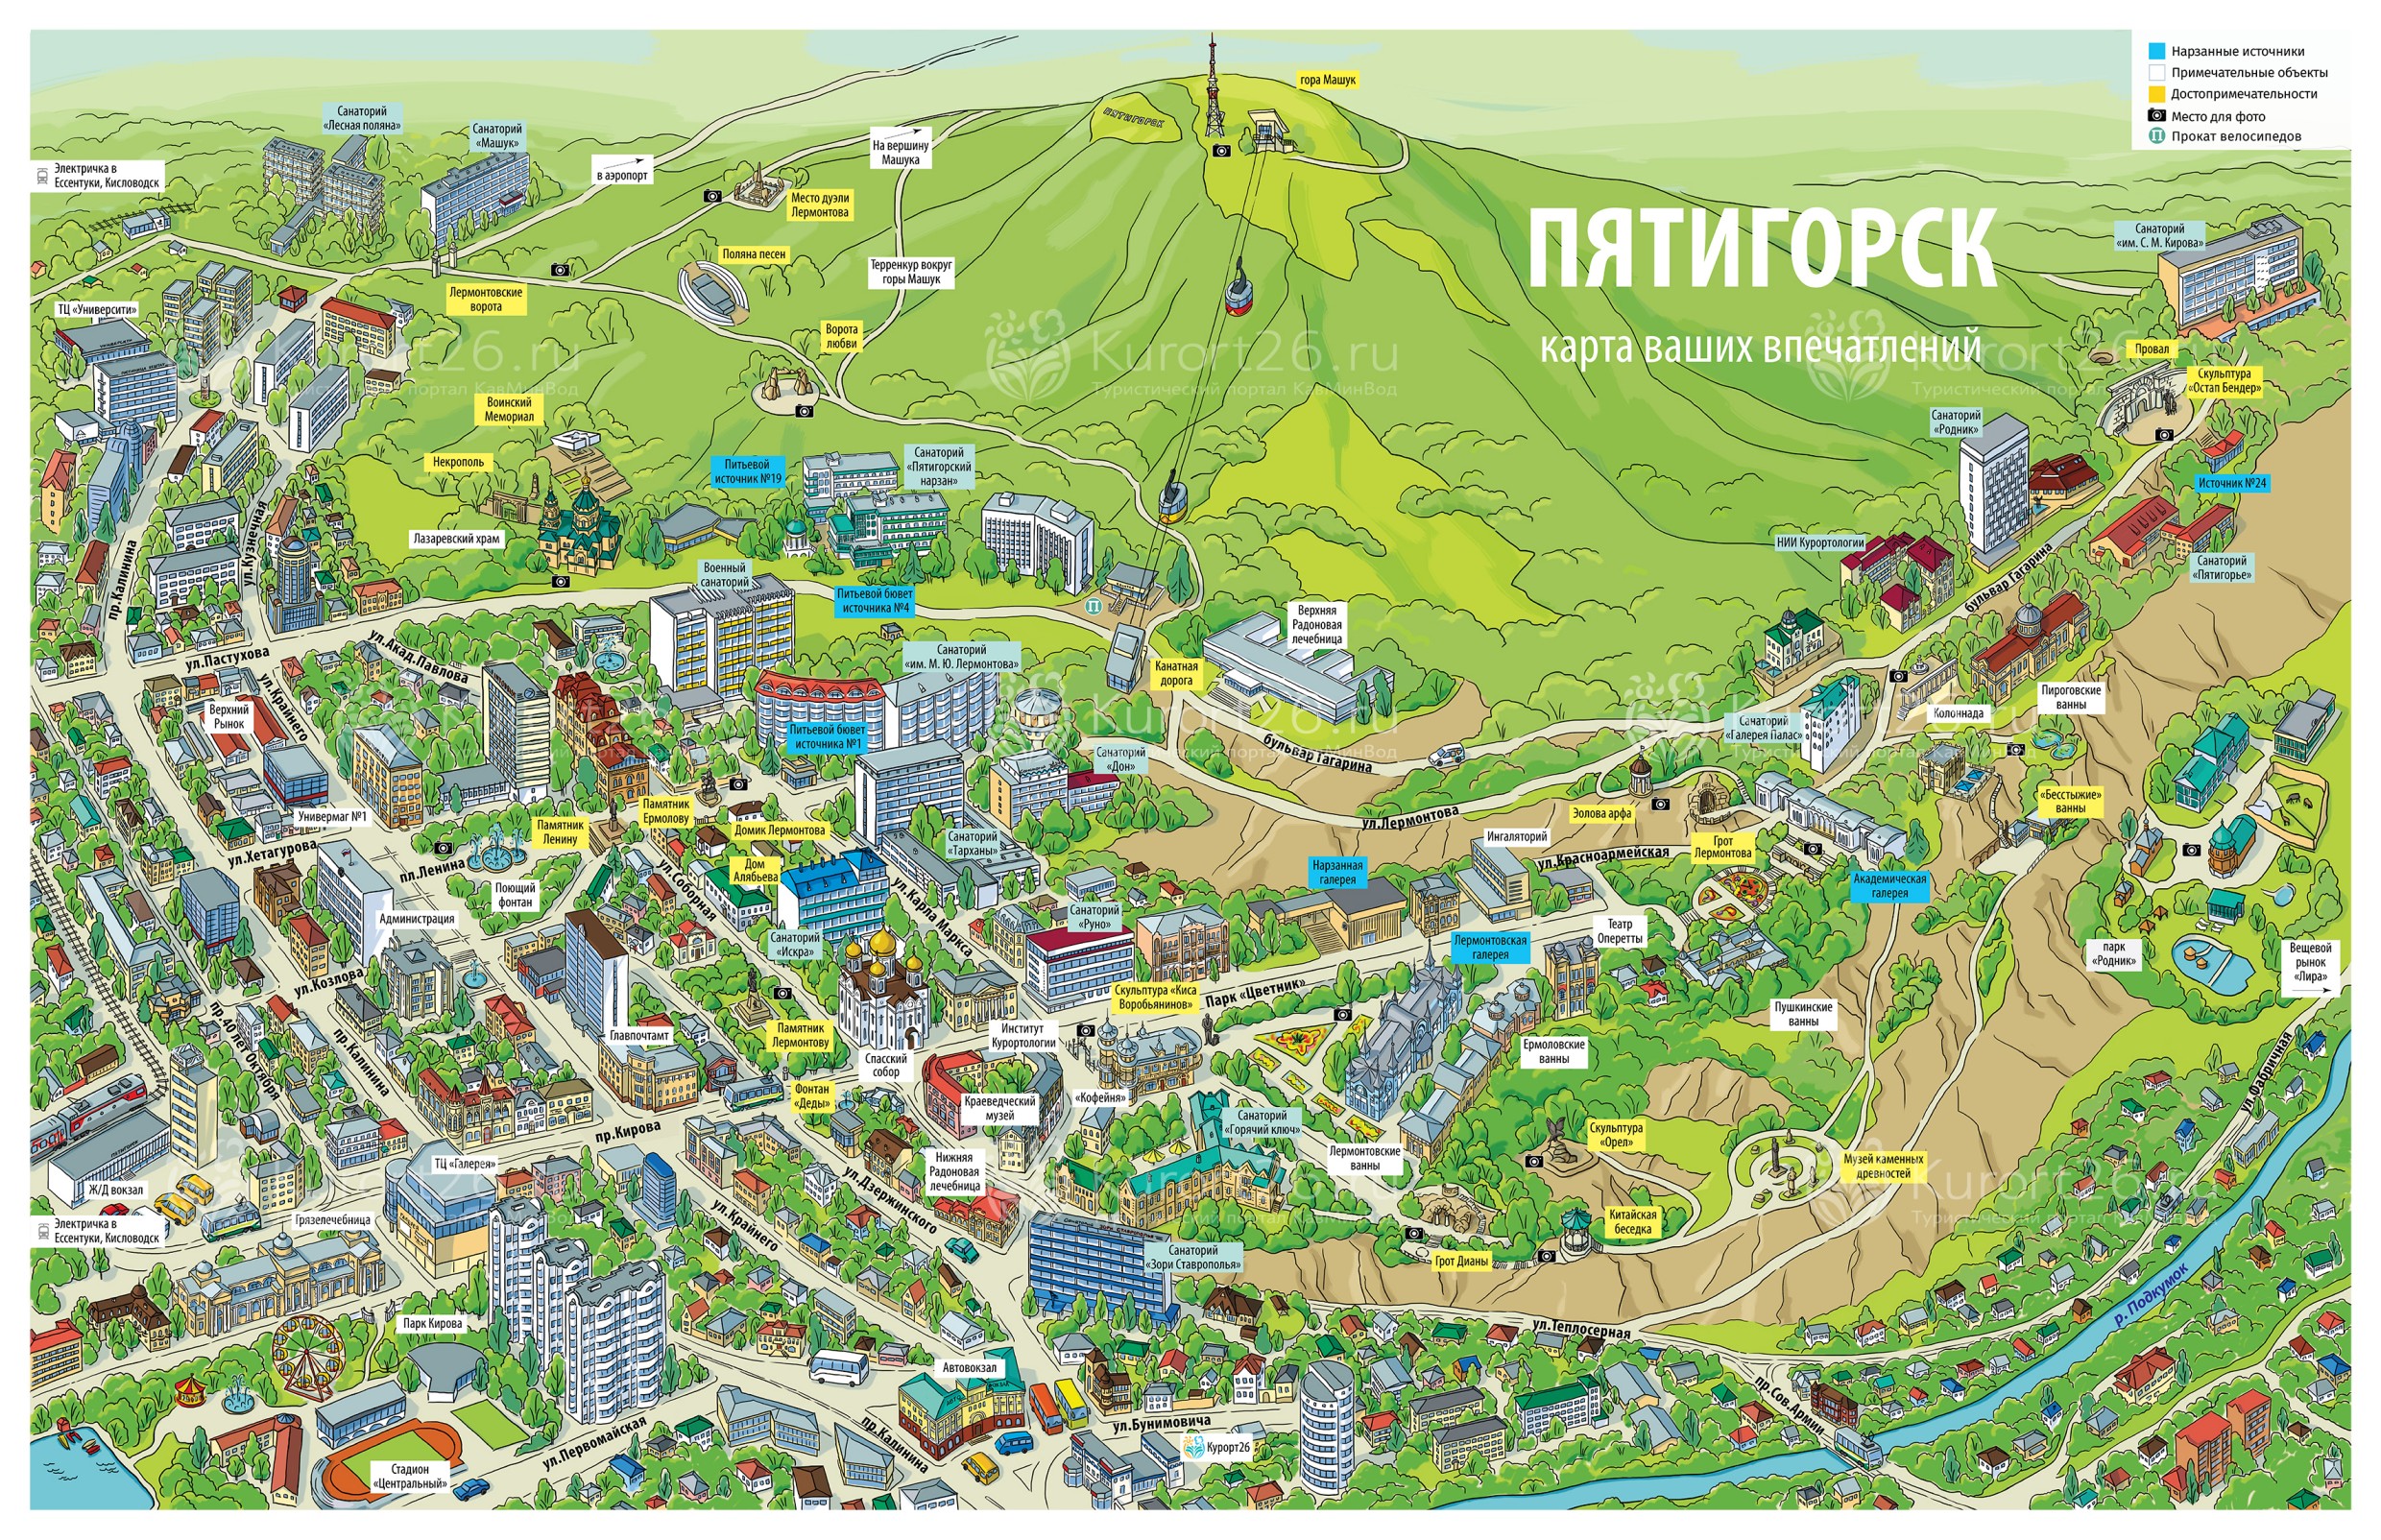 Нарзанные источники
Примечательные объекты
Достопримечательности
Место для фото
Прокат велосипедов
гора Машук
ПЯТИГОРСК
Санаторий
«Лесная поляна»
Санаторий
«Машук»
На вершину
Машука
в аэропорт
Электричка в
Ессентуки, Кисловодск
Место дуэли
Лермонтова
ПЯТИГОРСК
карта ваших впечатлений
Санаторий
«им. С. М. Кирова»
Поляна песен
Терренкур вокруг
горы Машук
Лермонтовские
ворота
ТЦ «Университи»
Ворота
любви
Провал
Скульптура
«Остап Бендер»
Воинский
Мемориал
Санаторий
«Родник»
Некрополь
Питьевой
источник №19
Санаторий
«Пятигорский
нарзан»
Источник №24
Лазаревский храм
НИИ Курортологии
Санаторий
«Пятигорье»
бульвар Гагарина
пр.Калинина
ул.Кузнечная
Военный
санаторий
Питьевой бювет
источника №4
Верхняя
Радоновая
лечебница
ул.Пастухова
ул.Акад.Павлова
Санаторий
«им. М. Ю. Лермонтова»
Канатная
дорога
Пироговские
ванны
Колоннада
ул.Крайнего
Верхний
Рынок
Питьевой бювет
источника №1
Санаторий
«Дон»
бульвар Гагарина
Санаторий
«Галерея Палас»
Универмаг №1
Памятник
Ермолову
Памятник
Ленину
Домик Лермонтова
Санаторий
«Тарханы»
ул.Лермонтова
Эолова арфа
«Бесстыжие»
ванны
ул.Хетагурова
пл.Ленина
Поющий
фонтан
Дом
Алябьева
ул.Соборная
ул.Карла Маркса
Нарзанная
галерея
Ингаляторий
ул.Красноармейская
Грот
Лермонтова
Академическая
галерея
Администрация
Санаторий
«Искра»
Санаторий
«Руно»
Лермонтовская
галерея
Театр
Оперетты
парк
«Родник»
Вещевой
рынок
«Лира»
ул.Козлова
Скульптура «Киса
Воробьянинов»
Парк «Цветник»
Пушкинские
ванны
пр.40 лет Октября
пр.Калинина
Главпочтамт
Памятник
Лермонтову
Спасский
собор
Институт
Курортологии
Ермоловские
ванны
ул.Фабричная
Фонтан
«Деды»
Краеведческий
музей
«Кофейня»
Санаторий
«Горячий ключ»
Скульптура
«Орел»
пр.Кирова
ТЦ «Галерея»
Нижняя
Радоновая
лечебница
Лермонтовские
ванны
Музей каменных
древностей
ПЯТИГОРСК
Ж/Д вокзал
ул.Дзержинского
ул.Крайнего
Китайская
беседка
Электричка в
Ессентуки, Кисловодск
Грязелечебница
Санаторий
«Зори Ставрополья»
Грот Дианы
р. Подкумок
Парк Кирова
ул.Теплосерная
Автовокзал
пр.Сов.Армии
ул.Первомайская
пр.Калинина
ул.Бунимовича
Курорт26
Стадион
«Центральный»
Kurort26.ru
Туристический портал КавМинВод